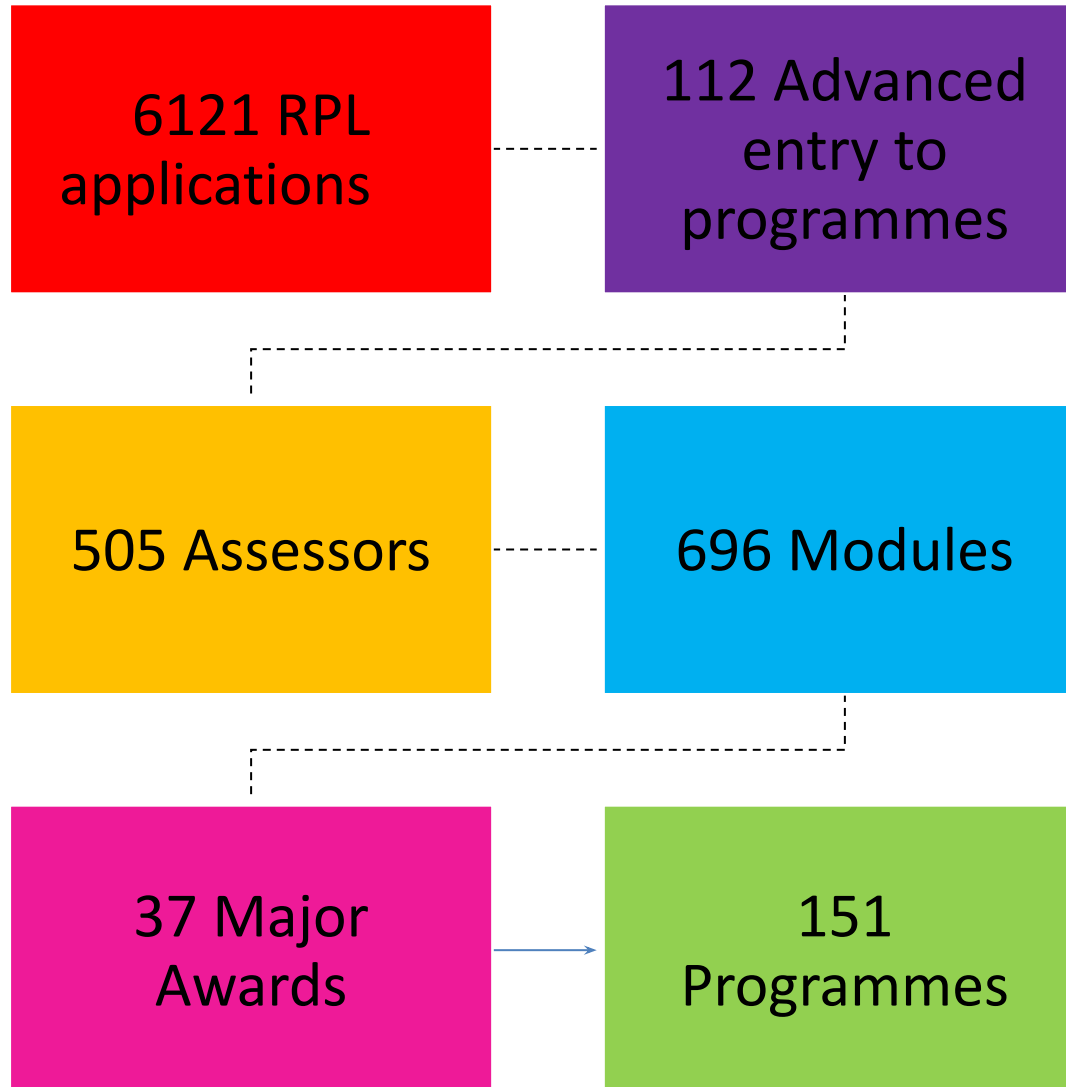 6121 RPL
applications
112 Advanced
entry to
programmes
505 Assessors
696 Modules
37 Major
Awards
151
Programmes